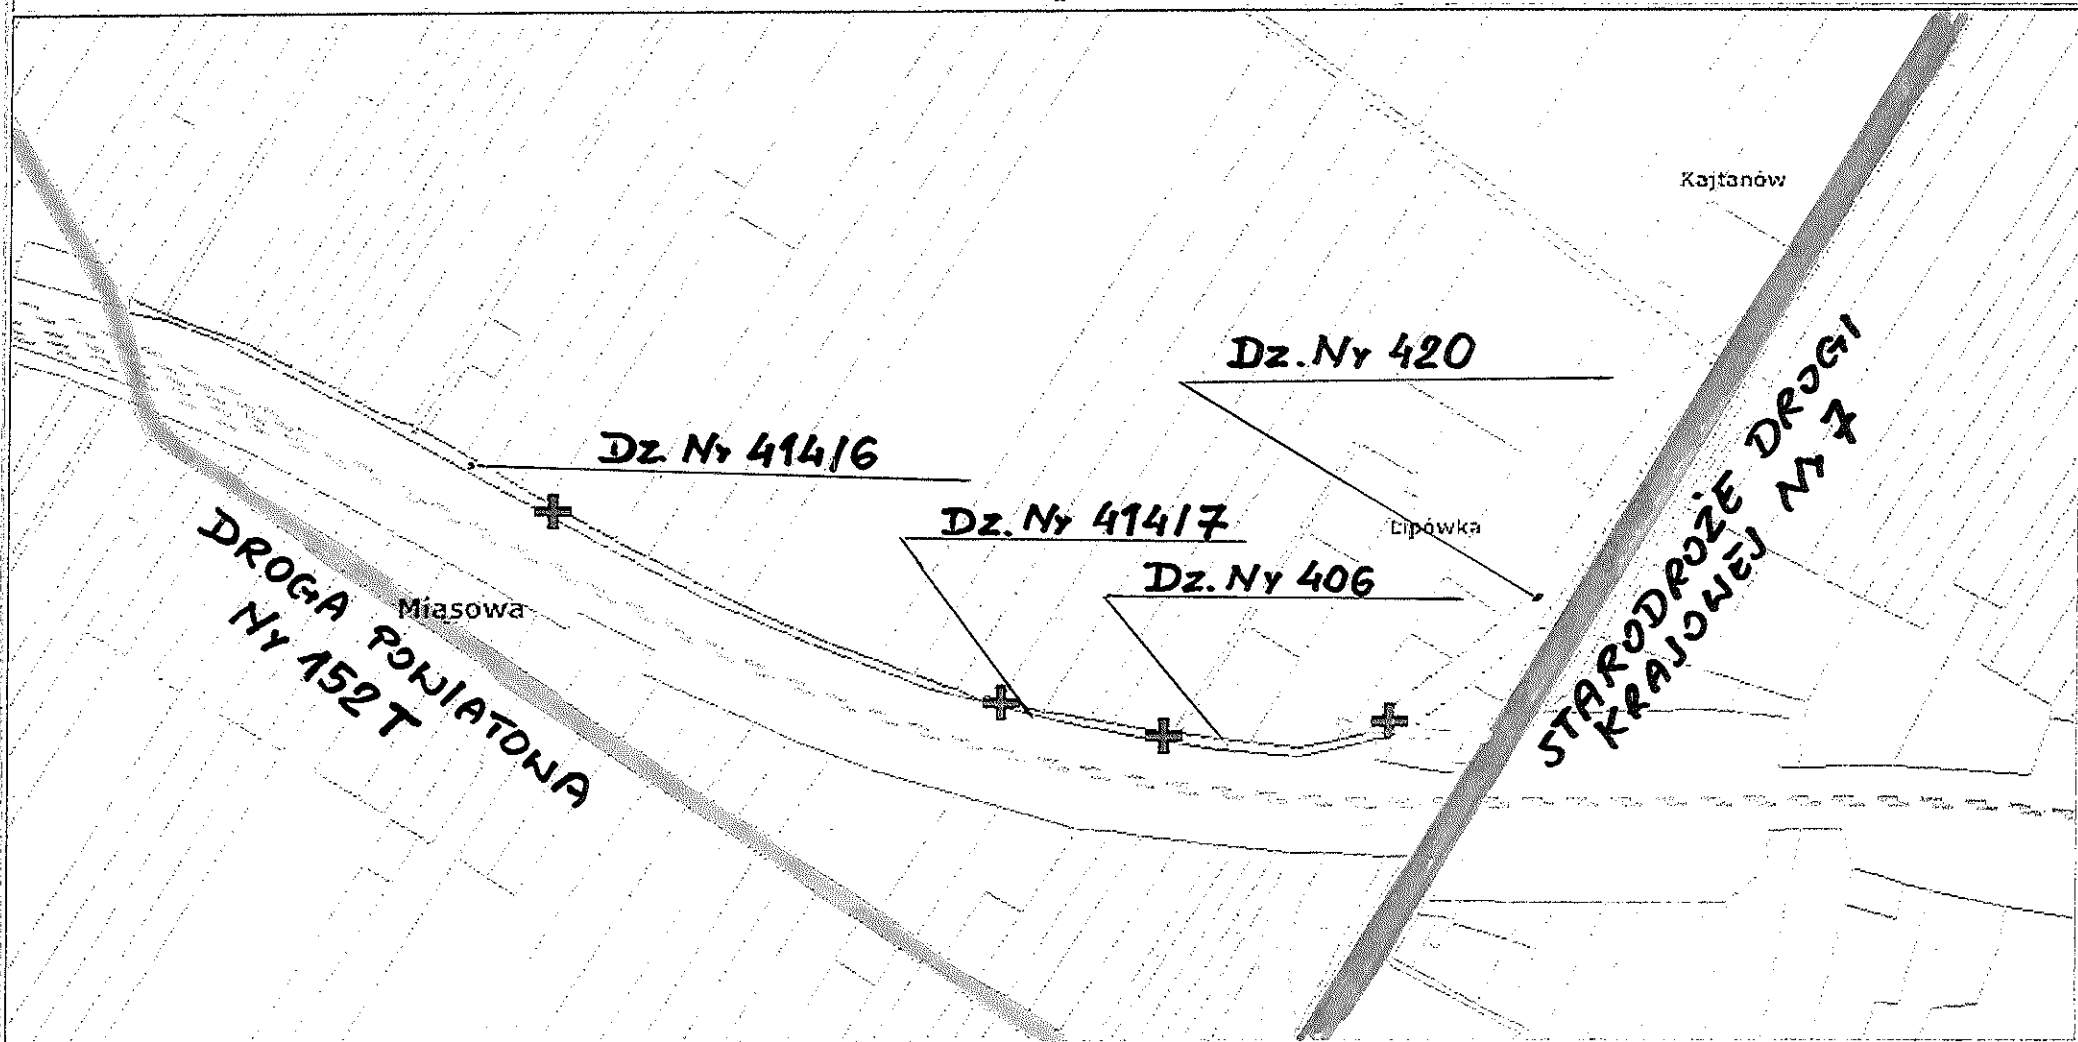 Kajtanów
Dz. Nr 420
Dz. Nr 414/6
Dz. Nr 414/7
Lipówka
Dz. Nr 406
Miąsowa
DROGA POWIATOWA
Nr 152 T
STARODROŻE DROGI
KRAJOWEJ Nr 7